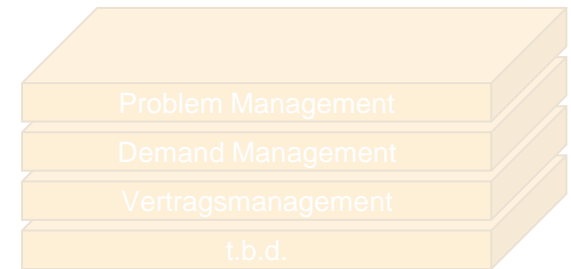 Problem Management
Demand Management
Vertragsmanagement
t.b.d.